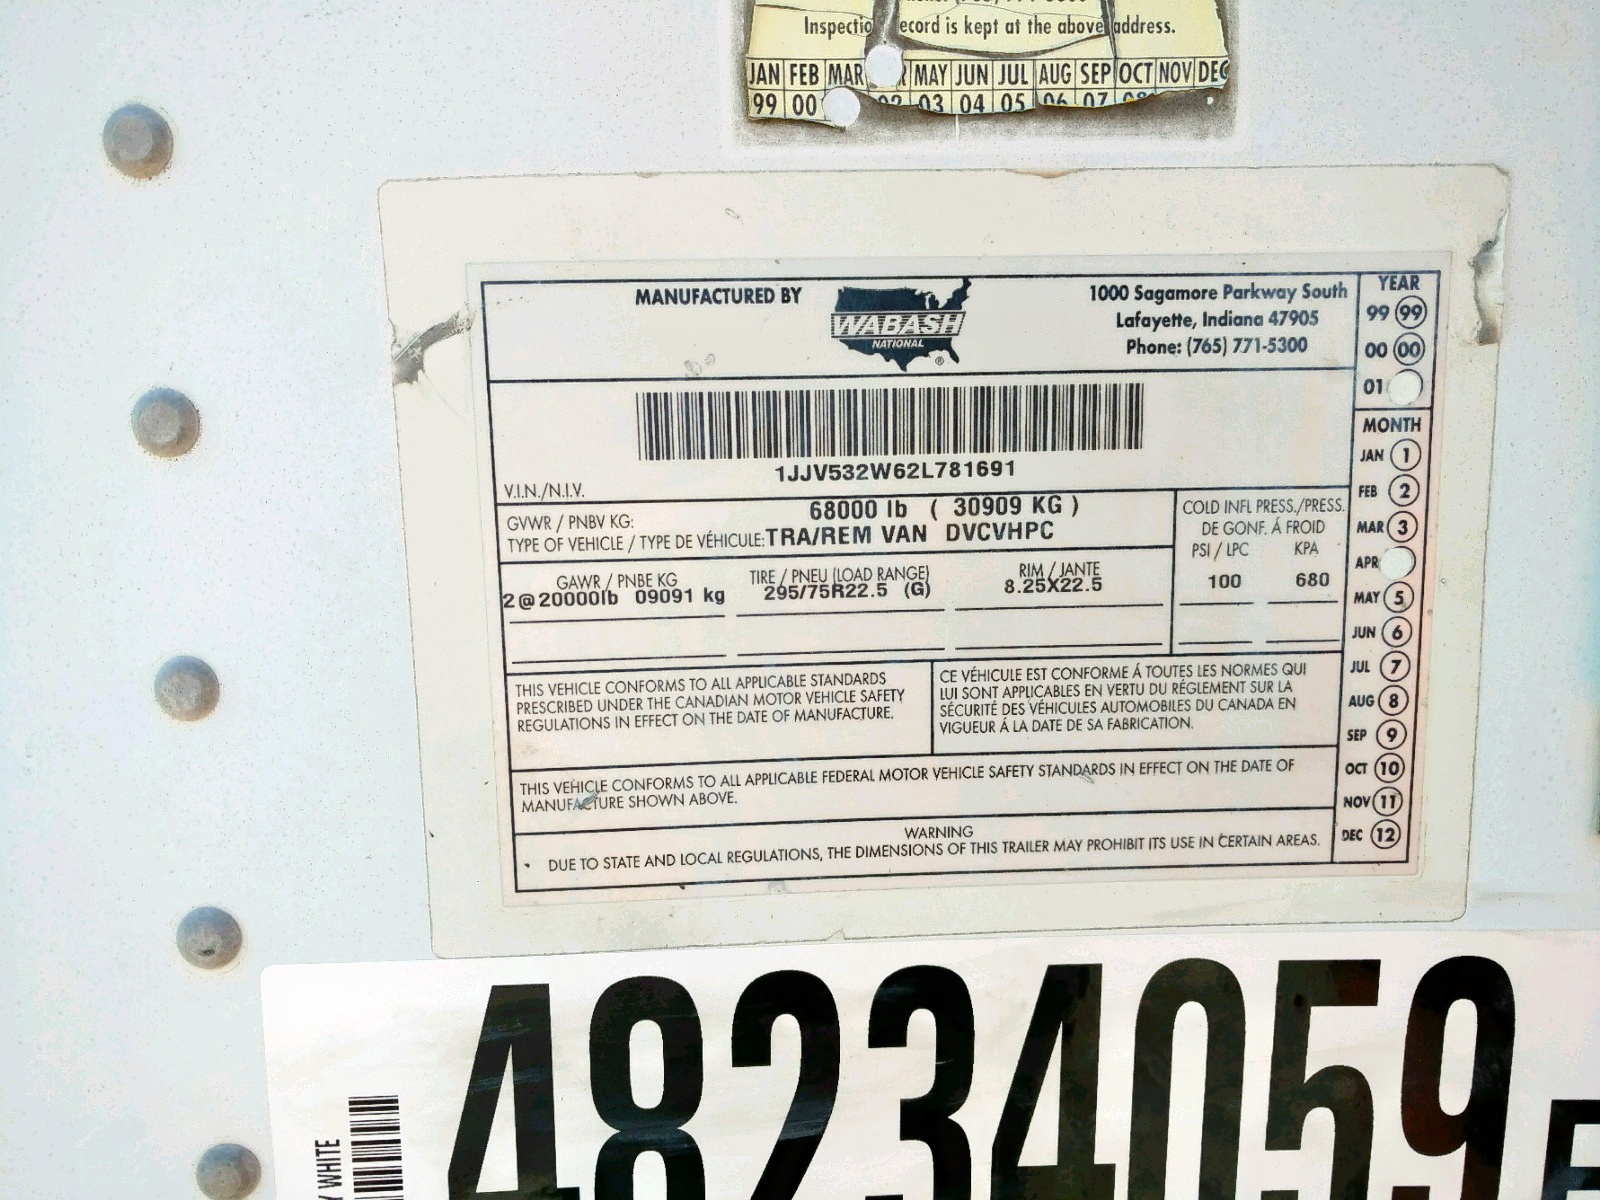 Inspectio ecord is kept at the above address.
JAN FEB MAR MAY JUN JUL AUG SEP OCT NOV DEC
99 00 02 03 04 05 06 07 08
MANUFACTURED BY
WABASH
NATIONAL
®
1000 Sagamore Parkway South
Lafayette, Indiana 47905
Phone: (765) 771-5300
YEAR
99 99
00 00
01
1JJV532W62L781691
V.I.N./N.I.V.
GVWR / PNBV KG: 68000 lb ( 30909 KG )
TYPE OF VEHICLE / TYPE DE VÉHICULE: TRA/REM VAN DVCVHPC
COLD INFL PRESS./PRESS.
DE GONF. Á FROID
PSI / LPC KPA
100 680
GAWR / PNBE KG TIRE / PNEU (LOAD RANGE) RIM / JANTE
2@20000lb 09091 kg 295/75R22.5 (G) 8.25X22.5
THIS VEHICLE CONFORMS TO ALL APPLICABLE STANDARDS
PRESCRIBED UNDER THE CANADIAN MOTOR VEHICLE SAFETY
REGULATIONS IN EFFECT ON THE DATE OF MANUFACTURE.
CE VÉHICULE EST CONFORME Á TOUTES LES NORMES QUI
LUI SONT APPLICABLES EN VERTU DU RÉGLEMENT SUR LA
SÉCURITÉ DES VÉHICULES AUTOMOBILES DU CANADA EN
VIGUEUR Á LA DATE DE SA FABRICATION.
THIS VEHICLE CONFORMS TO ALL APPLICABLE FEDERAL MOTOR VEHICLE SAFETY STANDARDS IN EFFECT ON THE DATE OF
MANUFACTURE SHOWN ABOVE.
WARNING
DUE TO STATE AND LOCAL REGULATIONS, THE DIMENSIONS OF THIS TRAILER MAY PROHIBIT ITS USE IN CERTAIN AREAS.
MONTH
JAN 1
FEB 2
MAR 3
APR
MAY 5
JUN 6
JUL 7
AUG 8
SEP 9
OCT 10
NOV 11
DEC 12
48234059
WHITE